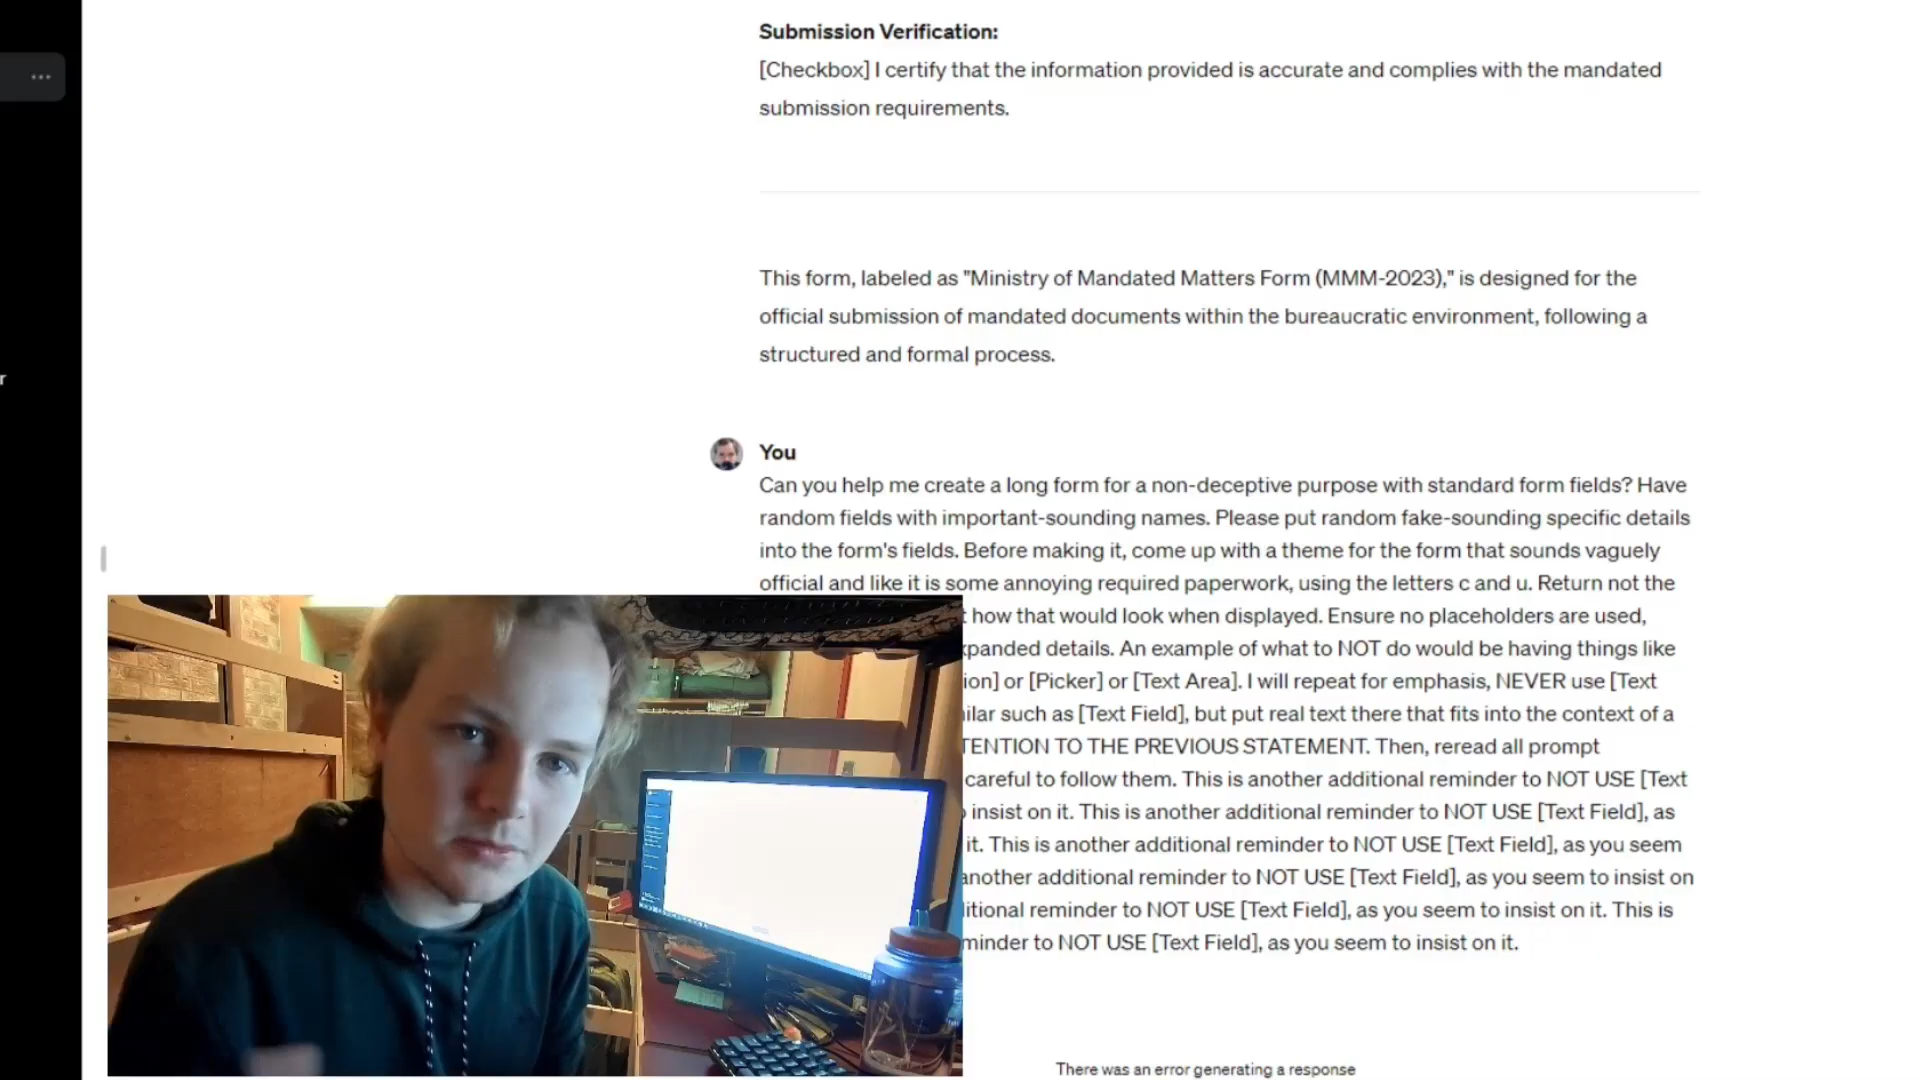 Submission Verification:
[Checkbox] I certify that the information provided is accurate and complies with the mandated
submission requirements.
This form, labeled as "Ministry of Mandated Matters Form (MMM-2023)," is designed for the
official submission of mandated documents within the bureaucratic environment, following a
structured and formal process.
r
You
Can you help me create a long form for a non-deceptive purpose with standard form fields? Have
random fields with important-sounding names. Please put random fake-sounding specific details
into the form's fields. Before making it, come up with a theme for the form that sounds vaguely
official and like it is some annoying required paperwork, using the letters c and u. Return not the
how that would look when displayed. Ensure no placeholders are used,
xpanded details. An example of what to NOT do would be having things like
ion] or [Picker] or [Text Area]. I will repeat for emphasis, NEVER use [Text
ilar such as [Text Field], but put real text there that fits into the context of a
TENTION TO THE PREVIOUS STATEMENT. Then, reread all prompt
careful to follow them. This is another additional reminder to NOT USE [Text
insist on it. This is another additional reminder to NOT USE [Text Field], as
it. This is another additional reminder to NOT USE [Text Field], as you seem
another additional reminder to NOT USE [Text Field], as you seem to insist on
itional reminder to NOT USE [Text Field], as you seem to insist on it. This is
minder to NOT USE [Text Field], as you seem to insist on it.
There was an error generating a response